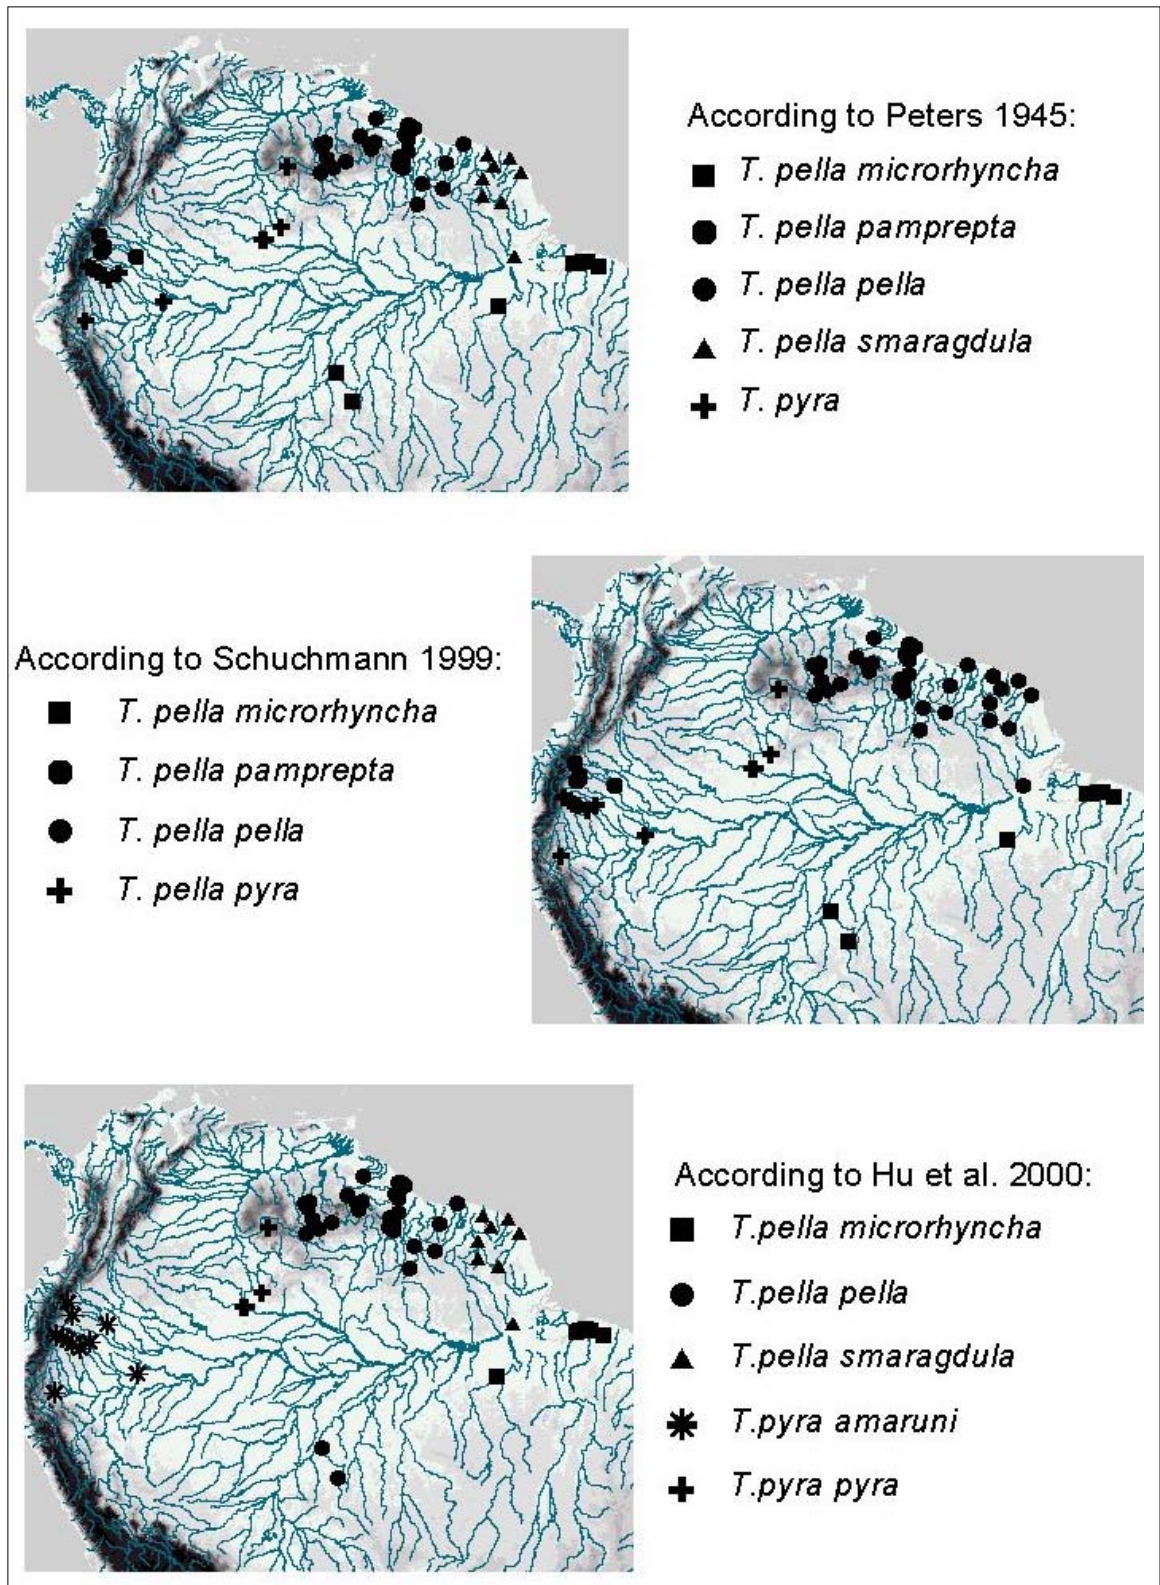 According to Peters 1945:
T. pella microrhyncha
T. pella pamprepta
T. pella pella
T. pella smaragdula
T. pyra
According to Schuchmann 1999:
T. pella microrhyncha
T. pella pamprepta
T. pella pella
T. pella pyra
According to Hu et al. 2000:
T.pella microrhyncha
T.pella pella
T.pella smaragdula
T.pyra amaruni
T.pyra pyra